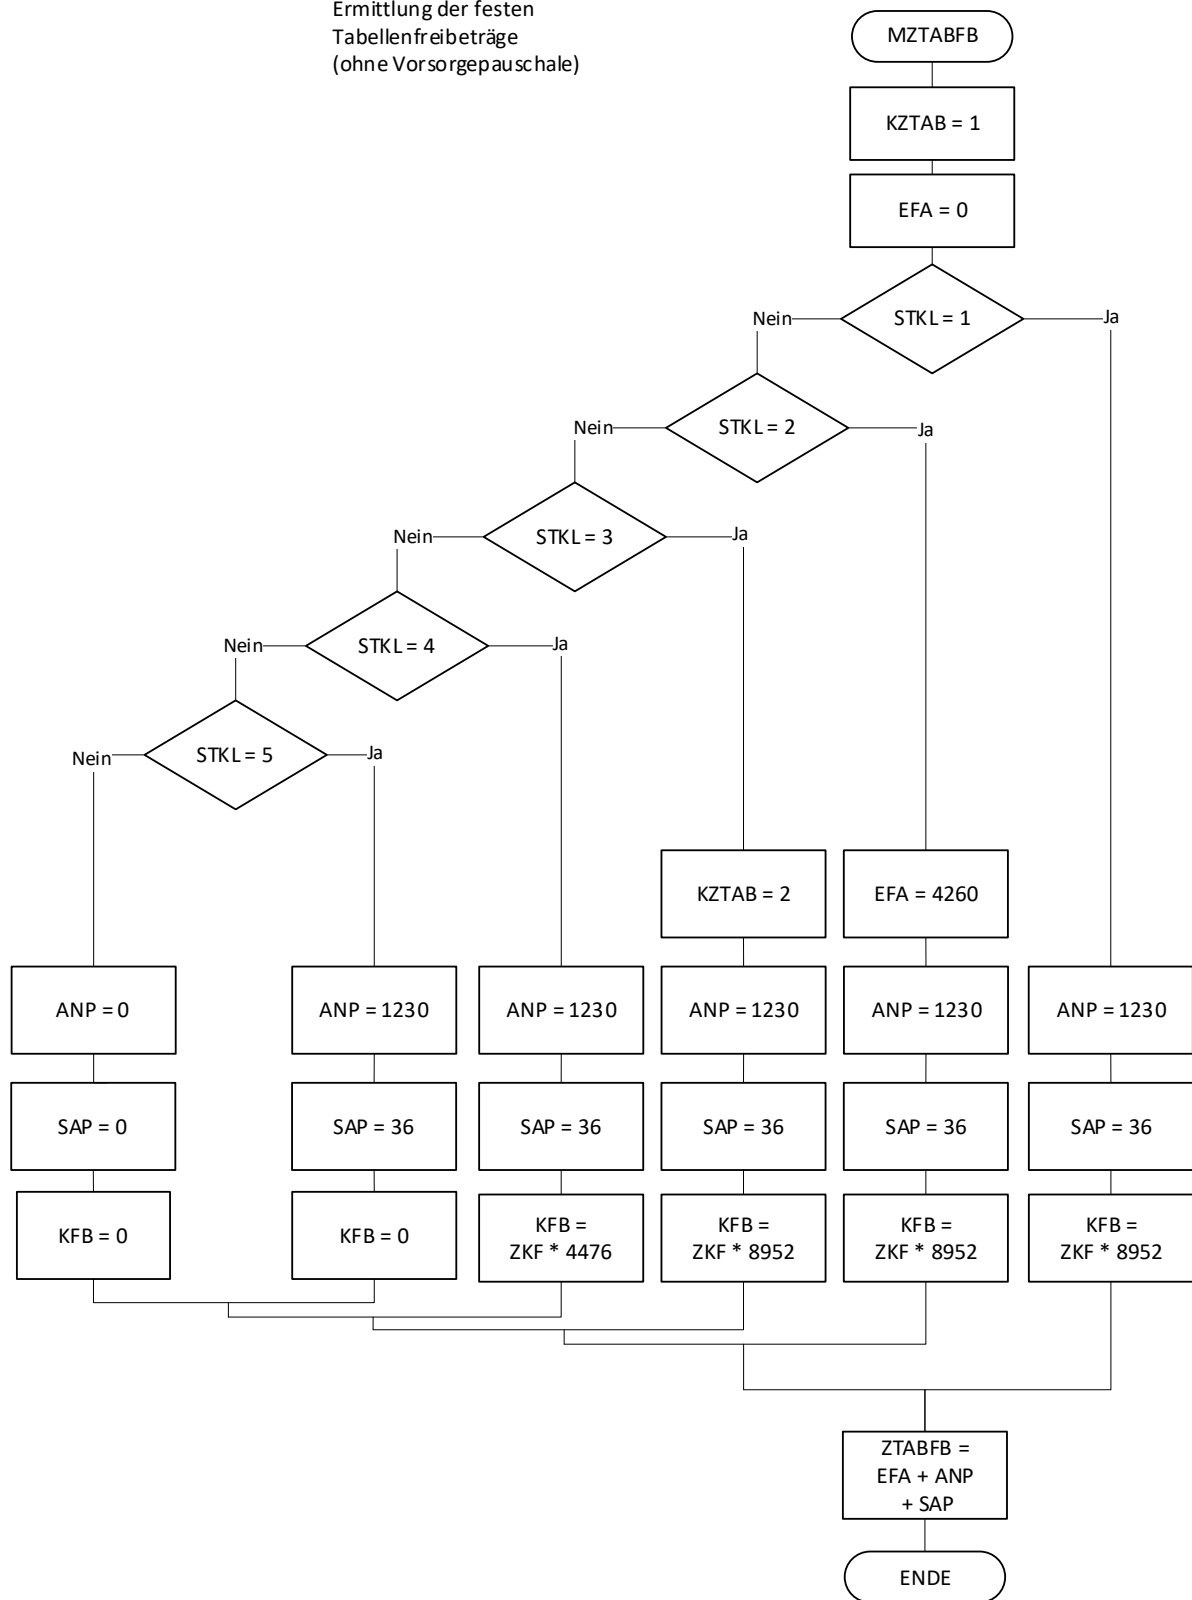 Ermittlung der festen
Tabellenfreibeträge
(ohne Vorsorgepauschale)
MZTABFB
KZTAB = 1
EFA = 0
STKL = 1
Nein
Ja
STKL = 2
Nein
Ja
STKL = 3
Nein
Ja
STKL = 4
Nein
Ja
STKL = 5
Nein
Ja
KZTAB = 2
EFA = 4260
ANP = 0
ANP = 1230
ANP = 1230
ANP = 1230
ANP = 1230
ANP = 1230
SAP = 0
SAP = 36
SAP = 36
SAP = 36
SAP = 36
SAP = 36
KFB = 0
KFB = 0
KFB =
ZKF * 4476
KFB =
ZKF * 8952
KFB =
ZKF * 8952
KFB =
ZKF * 8952
ZTABFB =
EFA + ANP
+ SAP
ENDE